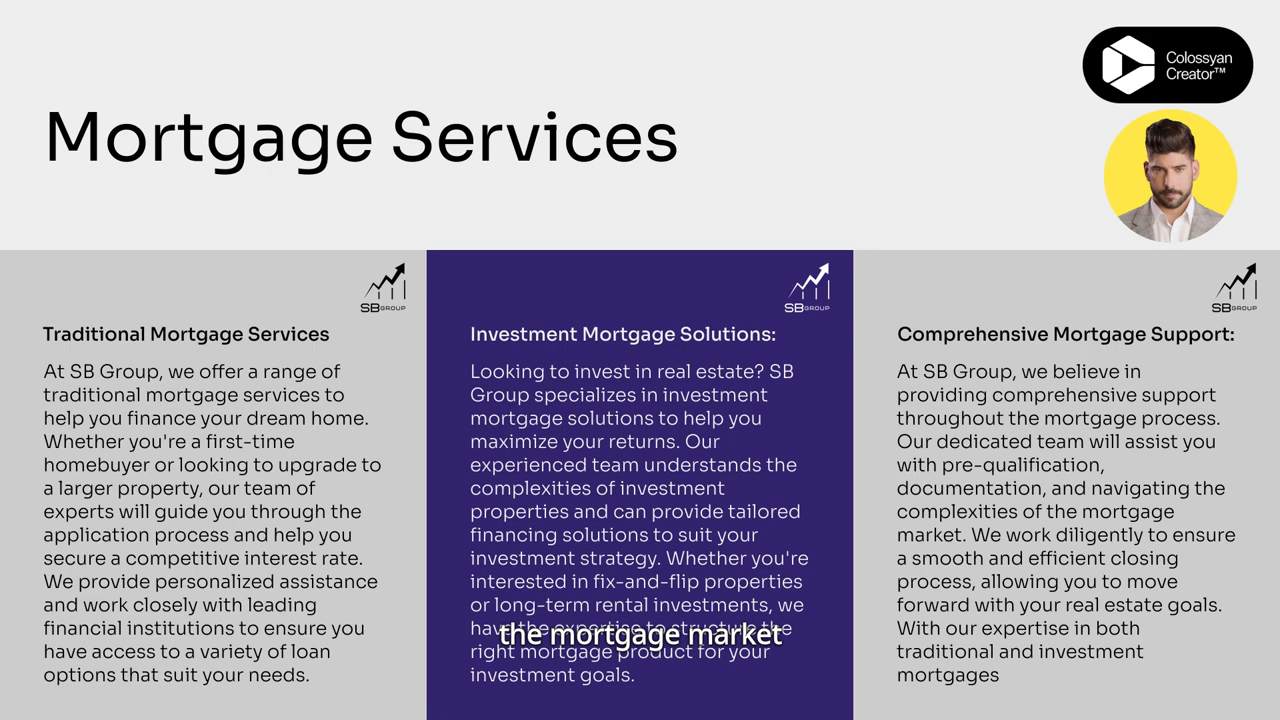 Mortgage Services
Colossyan
Creator™
SBGROUP
Traditional Mortgage Services
At SB Group, we offer a range of
traditional mortgage services to
help you finance your dream home.
Whether you're a first-time
homebuyer or looking to upgrade to
a larger property, our team of
experts will guide you through the
application process and help you
secure a competitive interest rate.
We provide personalized assistance
and work closely with leading
financial institutions to ensure you
have access to a variety of loan
options that suit your needs.
SBGROUP
Investment Mortgage Solutions:
Looking to invest in real estate? SB
Group specializes in investment
mortgage solutions to help you
maximize your returns. Our
experienced team understands the
complexities of investment
properties and can provide tailored
financing solutions to suit your
investment strategy. Whether you're
interested in fix-and-flip properties
or long-term rental investments, we
have the expertise to structure the
the mortgage market
right mortgage product for your
investment goals.
SBGROUP
Comprehensive Mortgage Support:
At SB Group, we believe in
providing comprehensive support
throughout the mortgage process.
Our dedicated team will assist you
with pre-qualification,
documentation, and navigating the
complexities of the mortgage
market. We work diligently to ensure
a smooth and efficient closing
process, allowing you to move
forward with your real estate goals.
With our expertise in both
traditional and investment
mortgages